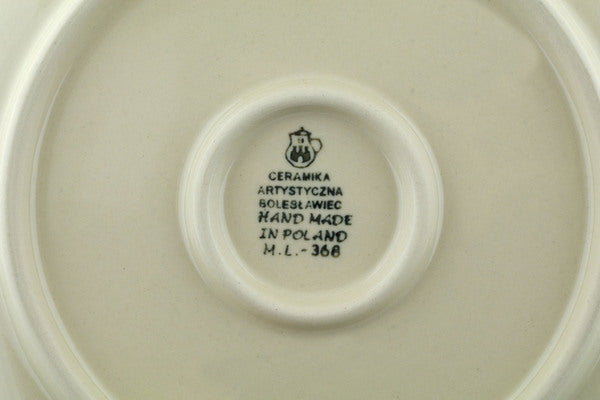 CERAMIKA
ARTYSTYCZNA
BOLESŁAWIEC
HAND MADE
IN POLAND
M.L.-368